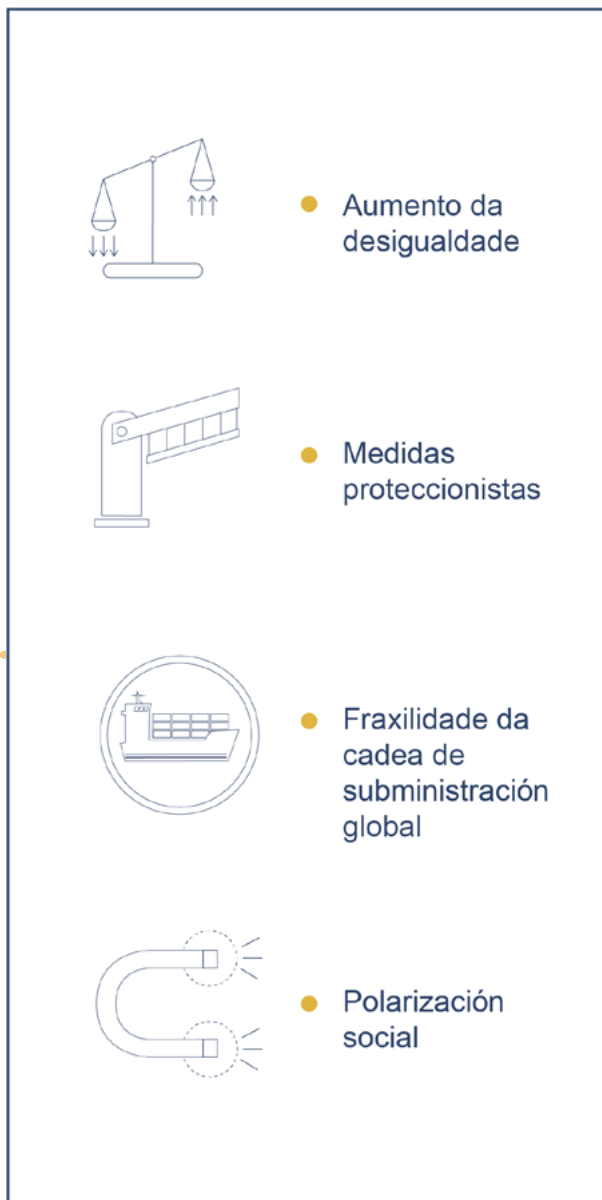 Aumento da
desigualdade
Medidas
proteccionistas
Fraxilidade da
cadea de
subministración
global
Polarización
social